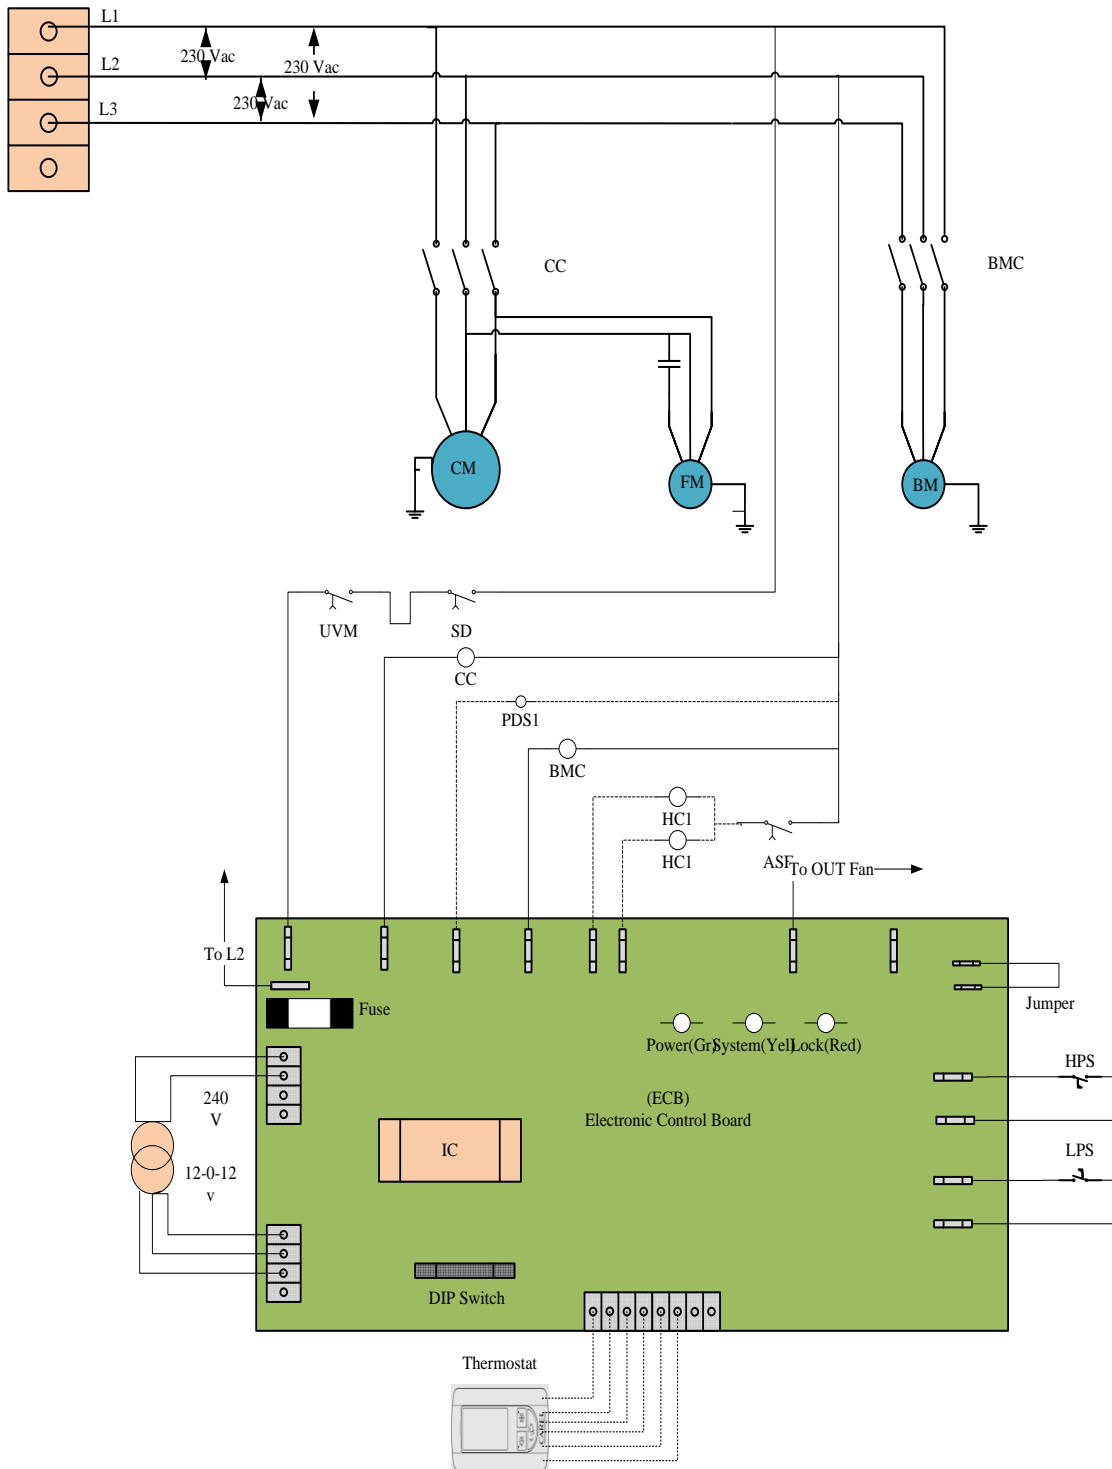 L1
230 Vac
230 Vac
L2
230 Vac
L3
CC
BMC
CM
FM
BM
UVM
SD
CC
PDS1
BMC
HC1
HC1
ASF
To OUT Fan
To L2
Fuse
Jumper
Power(Gr)
System(Yel)
Lock(Red)
HPS
240
V
(ECB)
Electronic Control Board
IC
LPS
12-0-12
v
DIP Switch
Thermostat
CAREL